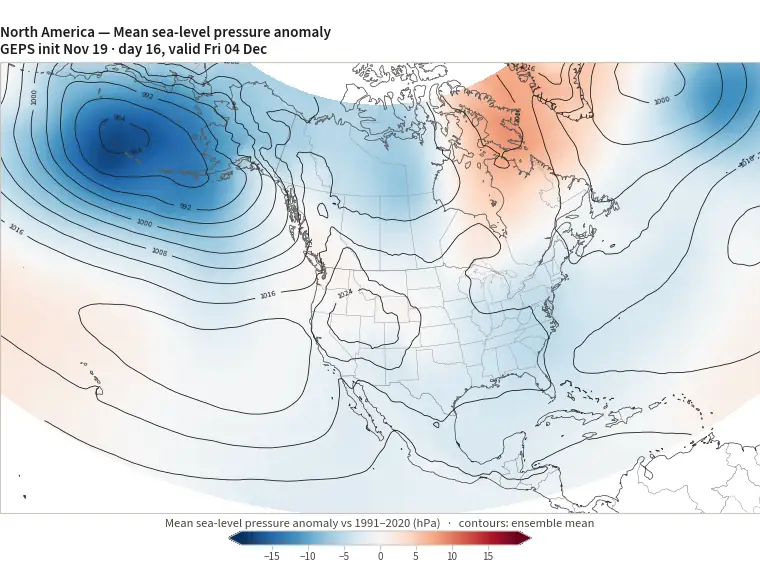 North America — Mean sea-level pressure anomaly
GEPS init Nov 19 · day 16, valid Fri 04 Dec
1000
992
984
992
1000
1008
1016
1016
1024
1000
Mean sea-level pressure anomaly vs 1991–2020 (hPa) · contours: ensemble mean
−15 −10 −5 0 5 10 15